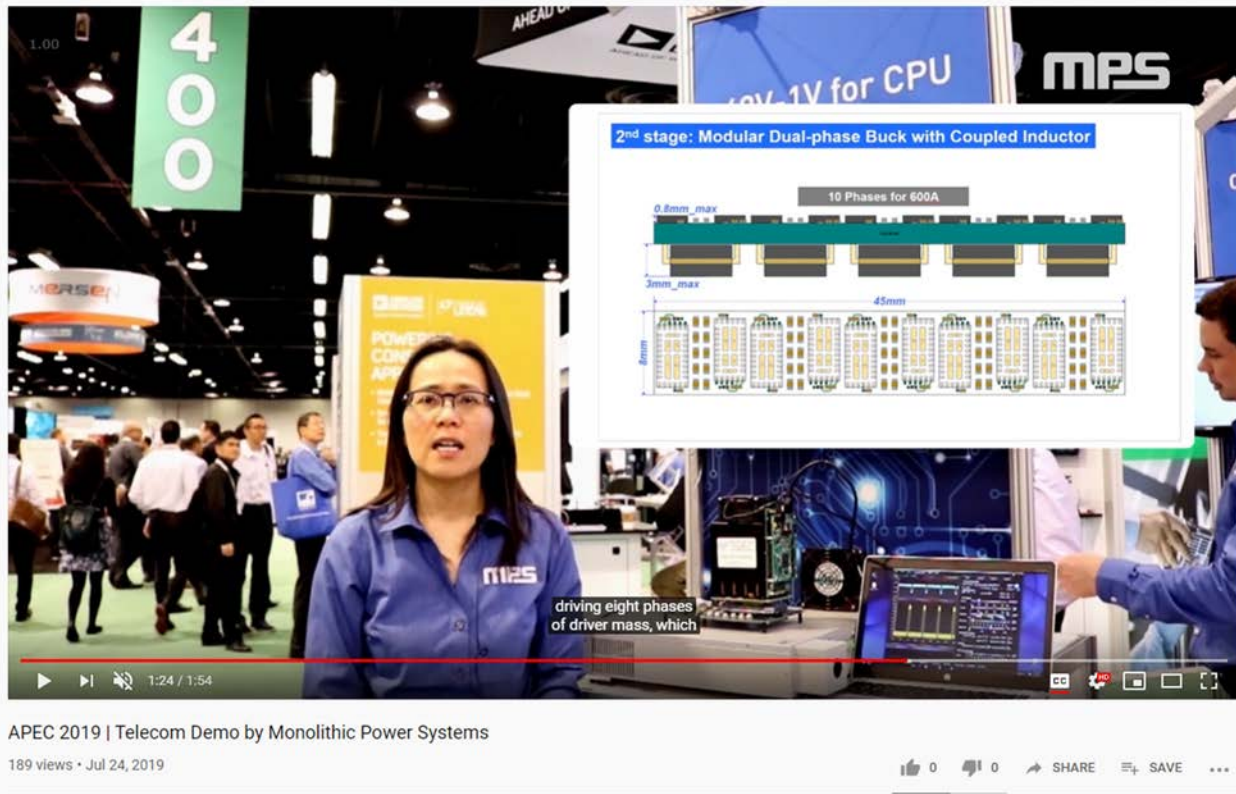 1.00
400
AHEAD OF
MPS
48V-1V for CPU
2nd stage: Modular Dual-phase Buck with Coupled Inductor
10 Phases for 600A
0.8mm_max
3mm_max
45mm
8mm
MERSEN
MPS
driving eight phases
of driver mass, which
1:24 / 1:54
CC
HD
APEC 2019 | Telecom Demo by Monolithic Power Systems
189 views • Jul 24, 2019
0
0
SHARE
SAVE